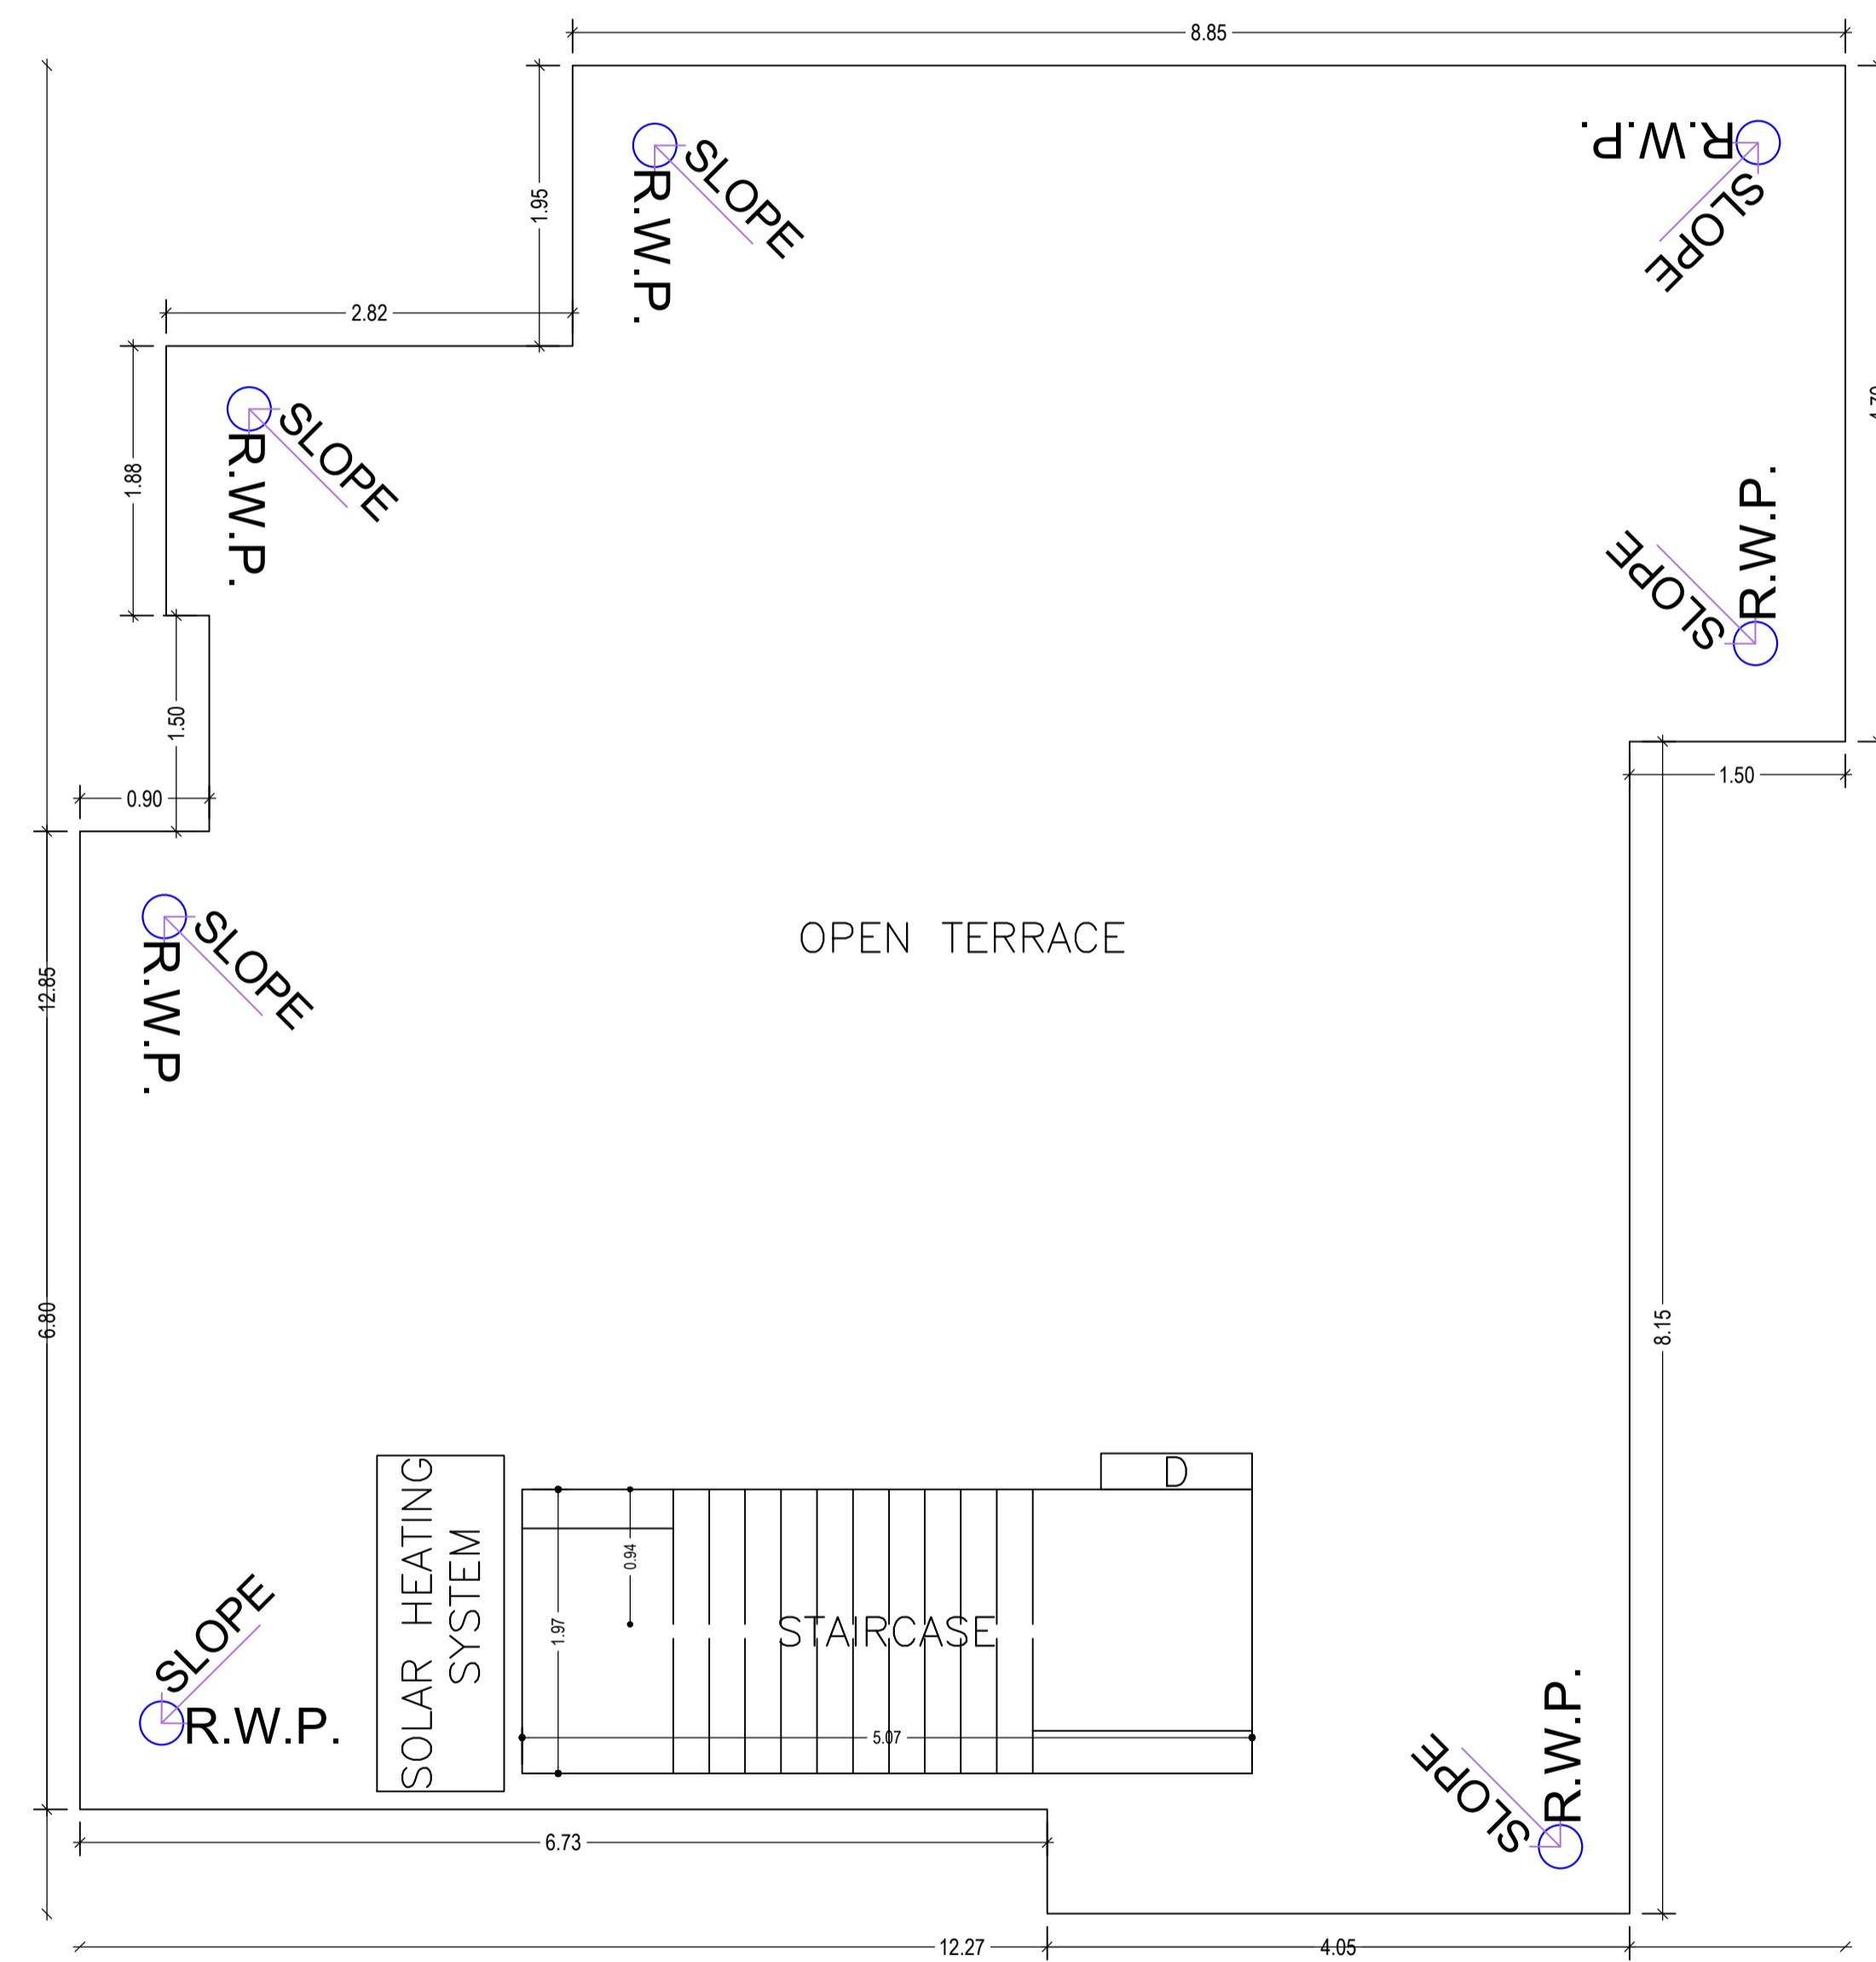 8.85
1.95
R.W.P.
SLOPE
R.W.P.
SLOPE
2.82
1.88
R.W.P.
SLOPE
R.W.P.
SLOPE
1.50
0.90
1.50
R.W.P.
SLOPE
OPEN TERRACE
12.85
6.80
8.15
SOLAR HEATING
SYSTEM
D
0.94
1.97
STAIRCASE
5.07
SLOPE
R.W.P.
R.W.P.
SLOPE
6.73
12.27
4.05